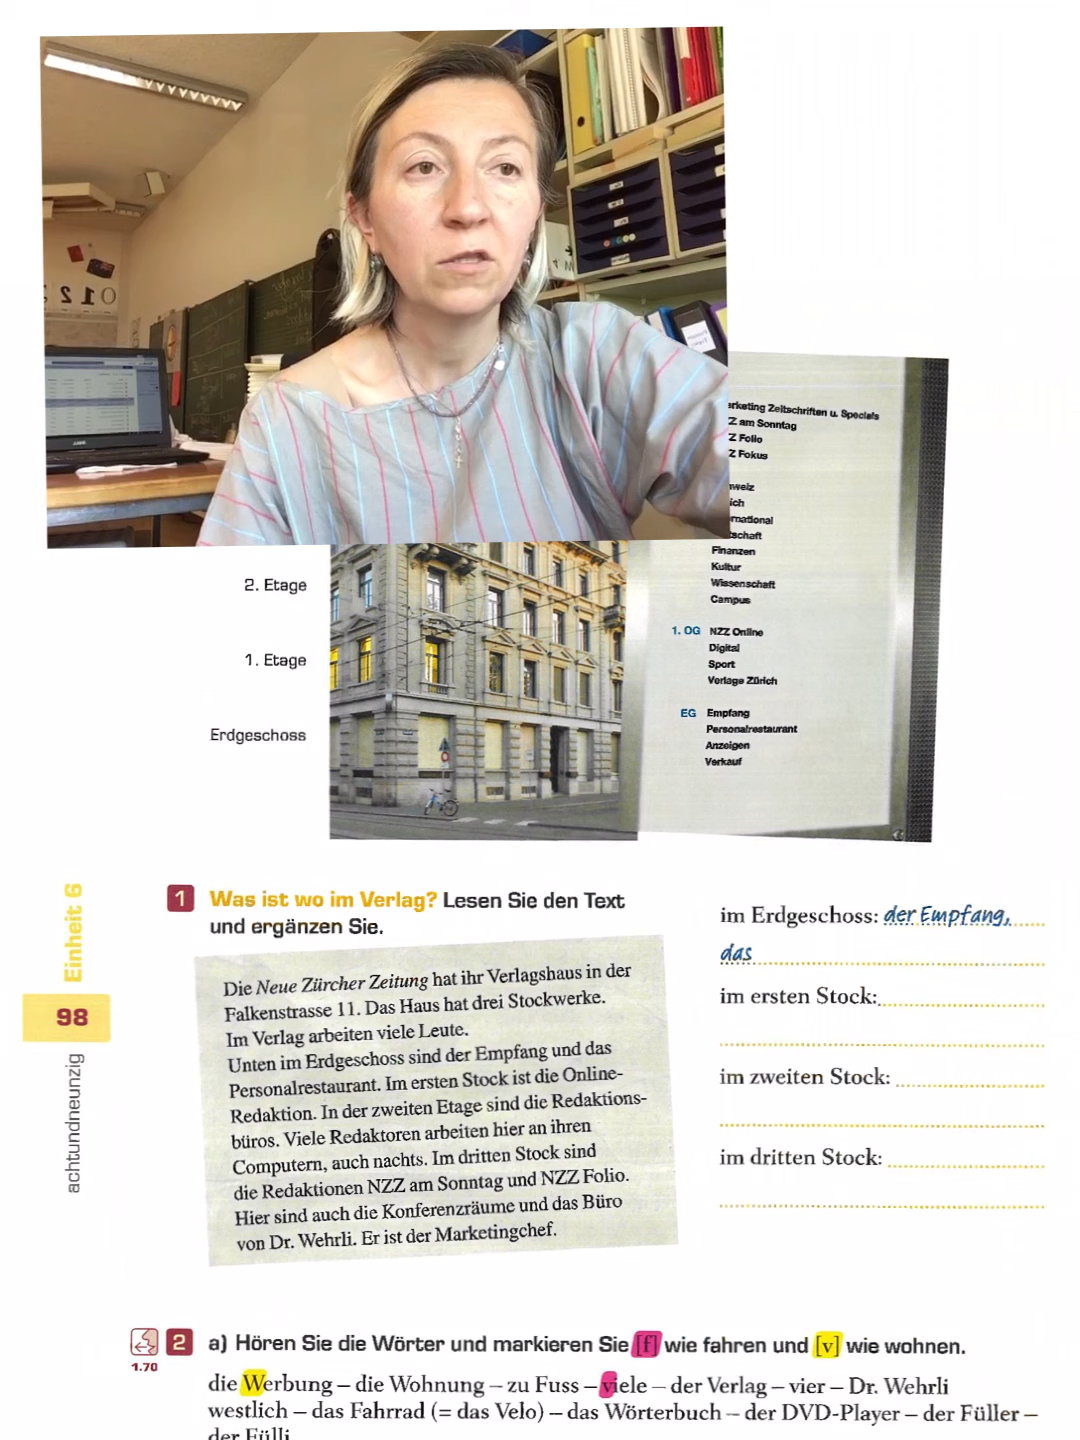 arketing Zeitschriften u. Specials
Z am Sonntag
Z Folio
Z Fokus
weiz
ich
rnational
tschaft
Finanzen
Kultur
Wissenschaft
Campus
1. OG NZZ Online
Digital
Sport
Verlage Zürich
EG Empfang
Personalrestaurant
Anzeigen
Verkauf
2. Etage
1. Etage
Erdgeschoss
Einheit 6
98
achtundneunzig
1 Was ist wo im Verlag? Lesen Sie den Text
und ergänzen Sie.
Die Neue Zürcher Zeitung hat ihr Verlagshaus in der
Falkenstrasse 11. Das Haus hat drei Stockwerke.
Im Verlag arbeiten viele Leute.
Unten im Erdgeschoss sind der Empfang und das
Personalrestaurant. Im ersten Stock ist die Online-
Redaktion. In der zweiten Etage sind die Redaktions-
büros. Viele Redaktoren arbeiten hier an ihren
Computern, auch nachts. Im dritten Stock sind
die Redaktionen NZZ am Sonntag und NZZ Folio.
Hier sind auch die Konferenzräume und das Büro
von Dr. Wehrli. Er ist der Marketingchef.
im Erdgeschoss: der Empfang,
das
im ersten Stock:
im zweiten Stock:
im dritten Stock:
1.70
2 a) Hören Sie die Wörter und markieren Sie [f] wie fahren und [v] wie wohnen.
die Werbung – die Wohnung – zu Fuss – viele – der Verlag – vier – Dr. Wehrli
westlich – das Fahrrad (= das Velo) – das Wörterbuch – der DVD-Player – der Füller –
der Fülli